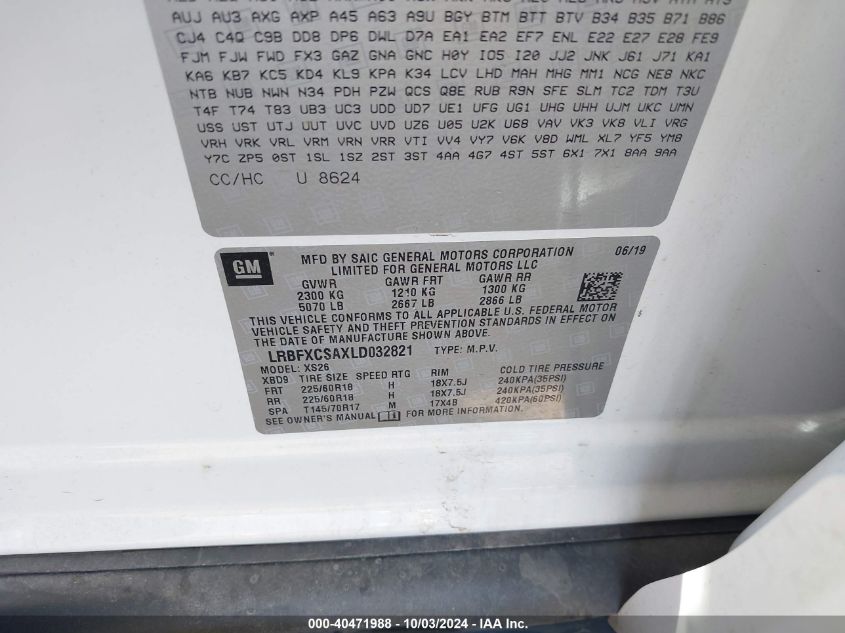 AUJ AU3 AXG AXP A45 A63 A9U BGY BTM BTT BTV B34 B35 B71 B86
CJ4 C4Q C9B DD8 DP6 DWL D7A EA1 EA2 EF7 ENL E22 E27 E28 FE9
FJM FJW FWD FX3 GAZ GNA GNC H0Y IO5 I20 JJ2 JNK J61 J71 KA1
KA6 KB7 KC5 KD4 KL9 KPA K34 LCV LHD MAH MHG MM1 NCG NE8 NKC
NTB NUB NWN N34 PDH PZW QCS Q8E RUB R9N SFE SLM TC2 TDM T3U
T4F T74 T83 UB3 UC3 UDD UD7 UE1 UFG UG1 UHG UHH UJM UKC UMN
USS UST UTJ UUT UVC UVD UZ6 U05 U2K U68 VAV VK3 VK8 VLI VRG
VRH VRK VRL VRM VRN VRR VTI VV4 VY7 V6K V8D WML XL7 YF5 YM8
Y7C ZP5 0ST 1SL 1SZ 2ST 3ST 4AA 4G7 4ST 5ST 6X1 7X1 8AA 9AA
CC/HC U 8624
GM MFD BY SAIC GENERAL MOTORS CORPORATION 06/19
LIMITED FOR GENERAL MOTORS LLC
GVWR GAWR FRT GAWR RR
2300 KG 1210 KG 1300 KG
5070 LB 2667 LB 2866 LB
THIS VEHICLE CONFORMS TO ALL APPLICABLE U.S. FEDERAL MOTOR
VEHICLE SAFETY AND THEFT PREVENTION STANDARDS IN EFFECT ON
THE DATE OF MANUFACTURE SHOWN ABOVE.
LRBFXCSAXLD032821 TYPE: M.P.V.
MODEL: XS26
XBD9 TIRE SIZE SPEED RTG RIM COLD TIRE PRESSURE
FRT 225/60R18 H 18X7.5J 240KPA(35PSI)
RR 225/60R18 H 18X7.5J 240KPA(35PSI)
SPA T145/70R17 M 17X4B 420KPA(60PSI)
SEE OWNER'S MANUAL FOR MORE INFORMATION.
000-40471988 - 10/03/2024 - IAAI.COM